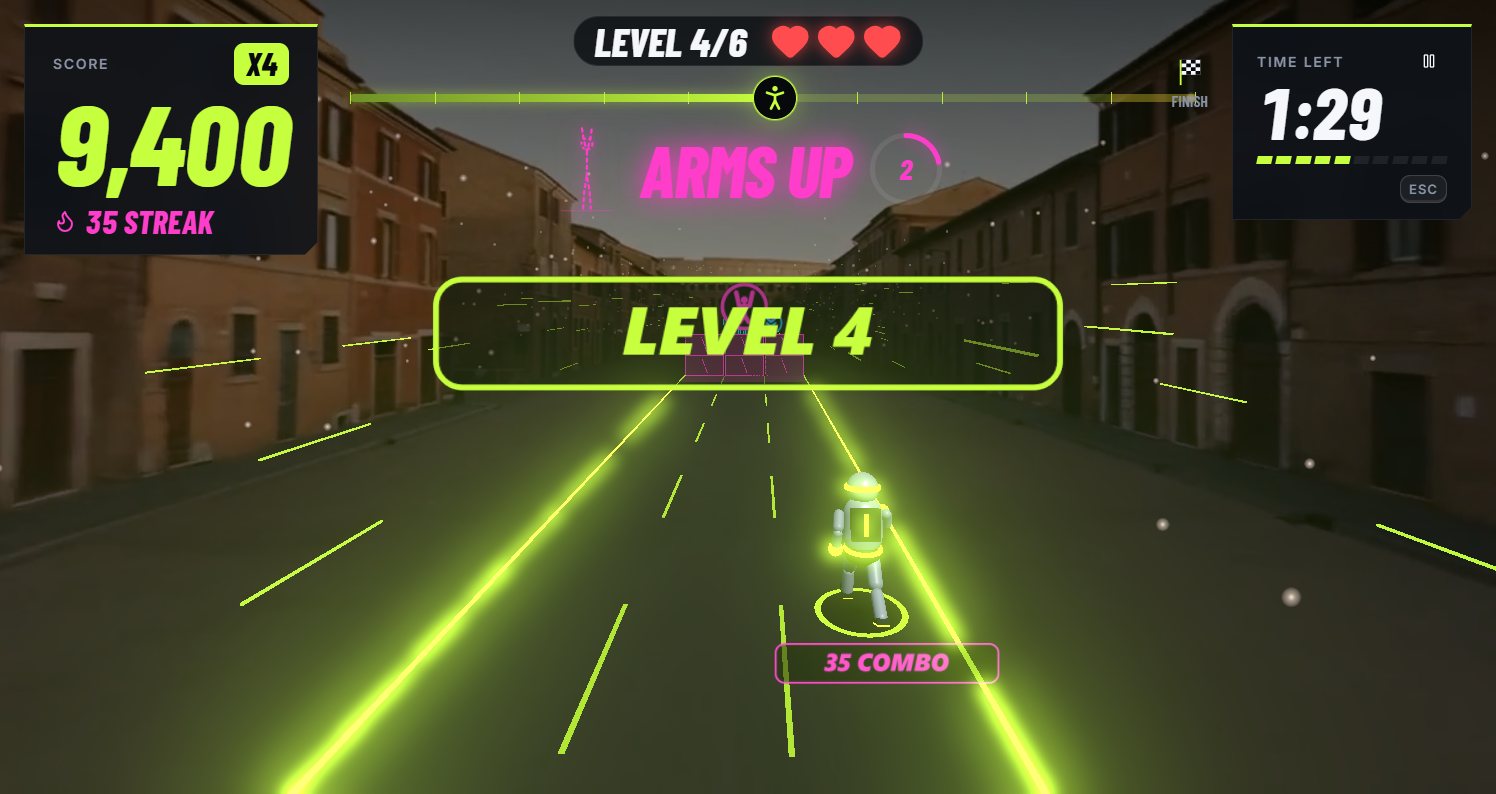 SCORE
X4
9,400
35 STREAK
LEVEL 4/6
FINISH
ARMS UP
2
TIME LEFT
1:29
ESC
LEVEL 4
35 COMBO